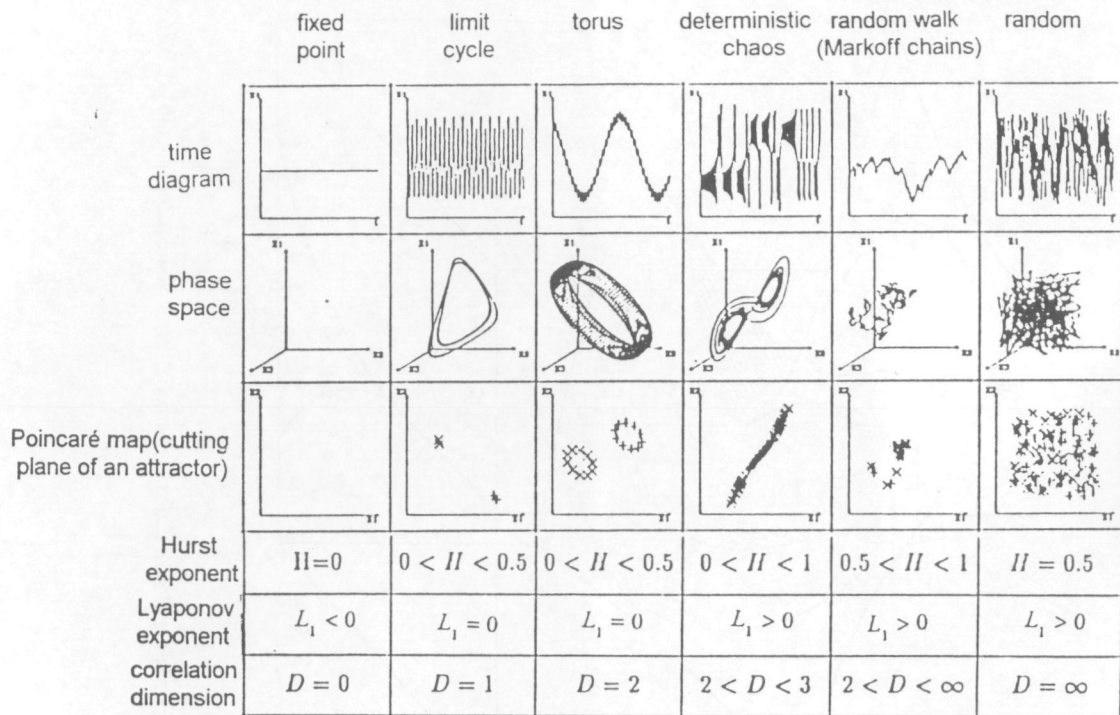 fixed point
limit cycle
torus
deterministic chaos
random walk (Markoff chains)
random
time diagram
phase space
Poincaré map(cutting plane of an attractor)
Hurst exponent
H=0
0 < H < 0.5
0 < H < 0.5
0 < H < 1
0.5 < H < 1
H = 0.5
Lyaponov exponent
L₁ < 0
L₁ = 0
L₁ = 0
L₁ > 0
L₁ > 0
L₁ > 0
correlation dimension
D = 0
D = 1
D = 2
2 < D < 3
2 < D < ∞
D = ∞